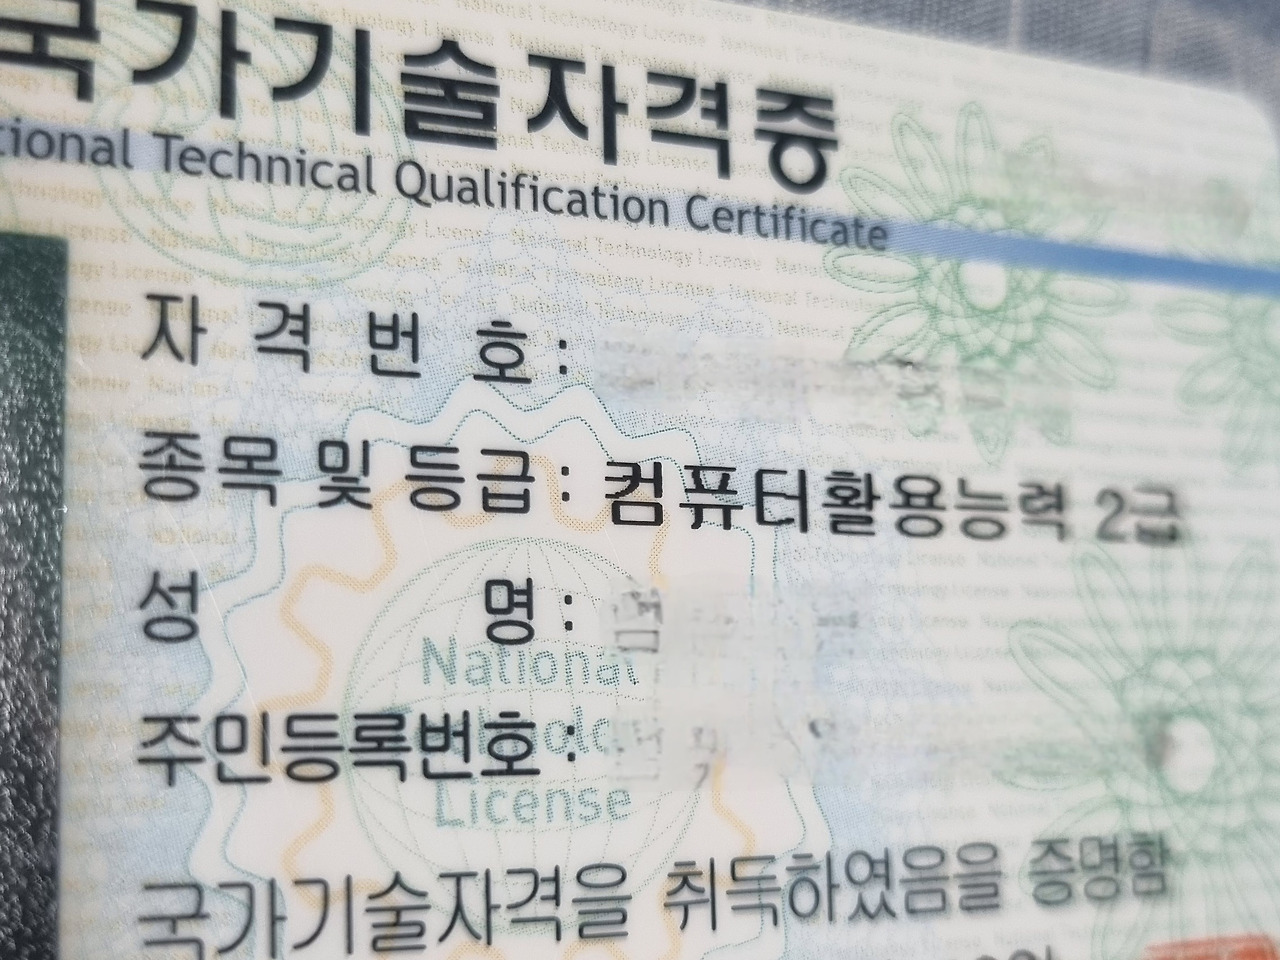 국가기술자격증
tional Technical Qualification Certificate
자격번호:
종목 및 등급: 컴퓨터활용능력 2급
성 명:
National
License
주민등록번호:
국가기술자격을 취득하였음을 증명함